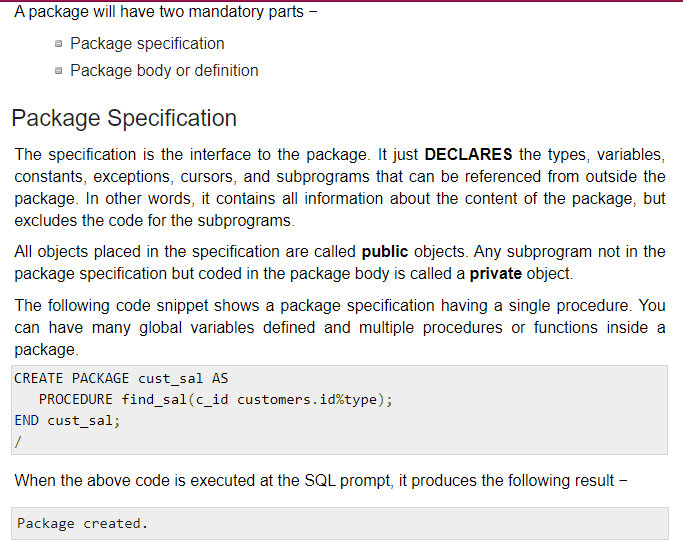 A package will have two mandatory parts −
Package specification
Package body or definition
Package Specification
The specification is the interface to the package. It just DECLARES the types, variables,
constants, exceptions, cursors, and subprograms that can be referenced from outside the
package. In other words, it contains all information about the content of the package, but
excludes the code for the subprograms.
All objects placed in the specification are called public objects. Any subprogram not in the
package specification but coded in the package body is called a private object.
The following code snippet shows a package specification having a single procedure. You
can have many global variables defined and multiple procedures or functions inside a
package.
CREATE PACKAGE cust_sal AS
   PROCEDURE find_sal(c_id customers.id%type);
END cust_sal;
/
When the above code is executed at the SQL prompt, it produces the following result −
Package created.